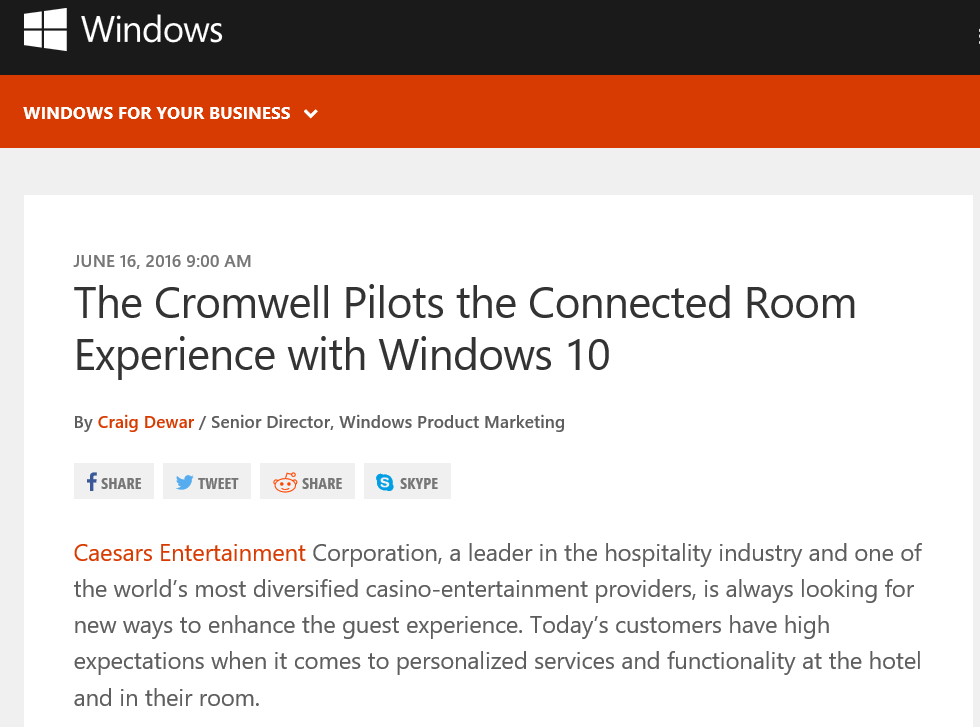 Windows
WINDOWS FOR YOUR BUSINESS
JUNE 16, 2016 9:00 AM
The Cromwell Pilots the Connected Room
Experience with Windows 10
By Craig Dewar / Senior Director, Windows Product Marketing
SHARE TWEET SHARE SKYPE
Caesars Entertainment Corporation, a leader in the hospitality industry and one of
the world’s most diversified casino-entertainment providers, is always looking for
new ways to enhance the guest experience. Today’s customers have high
expectations when it comes to personalized services and functionality at the hotel
and in their room.